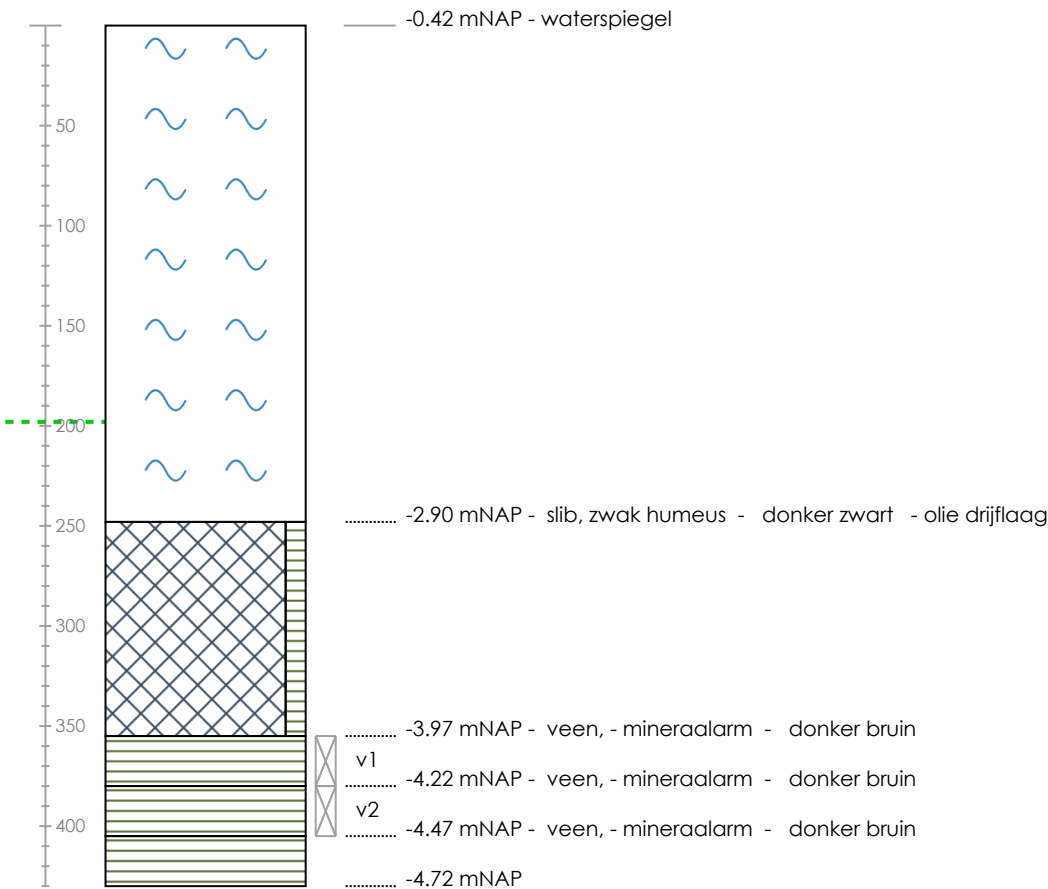 -0.42 mNAP - waterspiegel
50
100
150
200
250
-2.90 mNAP - slib, zwak humeus - donker zwart - olie drijflaag
300
350
-3.97 mNAP - veen, - mineraalarm - donker bruin
v1
-4.22 mNAP - veen, - mineraalarm - donker bruin
v2
400
-4.47 mNAP - veen, - mineraalarm - donker bruin
-4.72 mNAP